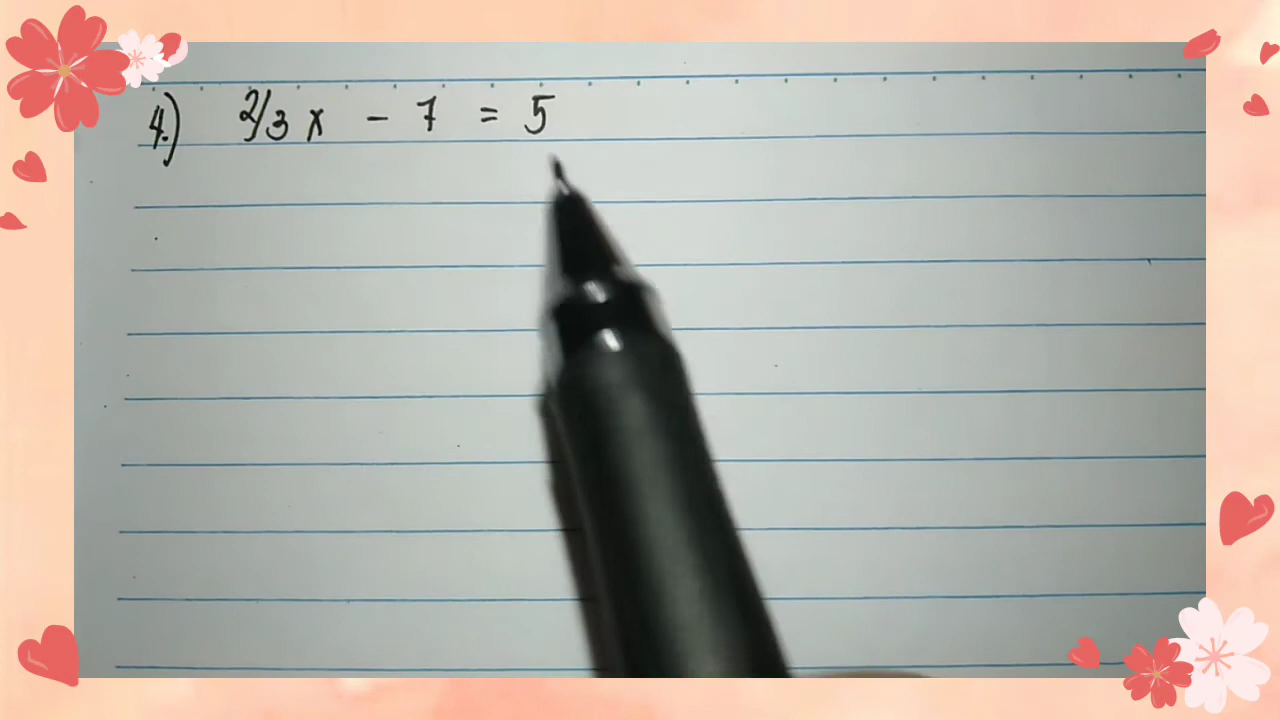 4.) 2/3 x - 7 = 5